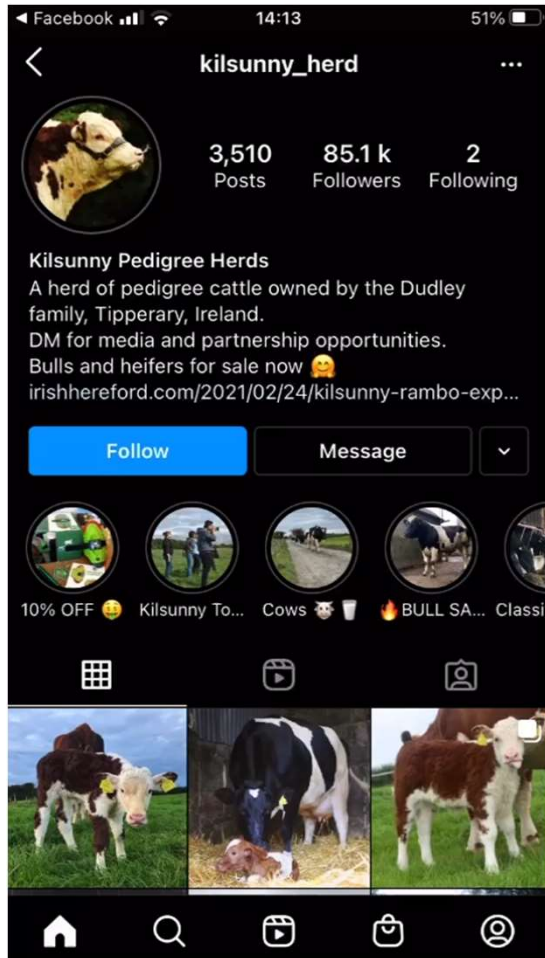 ◀ Facebook 14:13 51%
kilsunny_herd
3,510 85.1 k 2
Posts Followers Following
Kilsunny Pedigree Herds
A herd of pedigree cattle owned by the Dudley
family, Tipperary, Ireland.
DM for media and partnership opportunities.
Bulls and heifers for sale now 🤗
irishhereford.com/2021/02/24/kilsunny-rambo-exp...
Follow Message
10% OFF 🤑 Kilsunny To... Cows 🐮🥛 🔥BULL SA... Classi